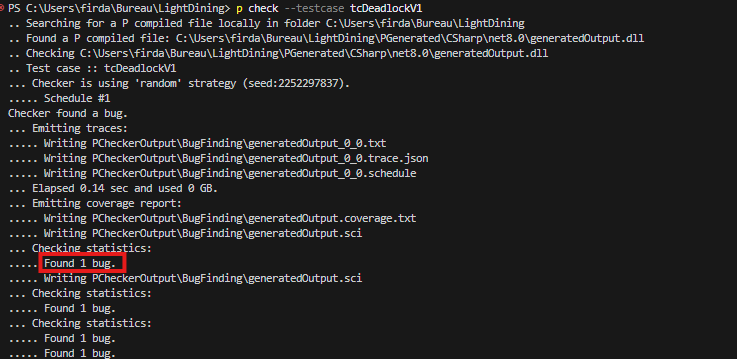 PS C:\Users\firda\Bureau\LightDining> p check --testcase tcDeadlockV1
.. Searching for a P compiled file locally in folder C:\Users\firda\Bureau\LightDining
.. Found a P compiled file: C:\Users\firda\Bureau\LightDining\PGenerated\CSharp\net8.0\generatedOutput.dll
.. Checking C:\Users\firda\Bureau\LightDining\PGenerated\CSharp\net8.0\generatedOutput.dll
.. Test case :: tcDeadlockV1
... Checker is using 'random' strategy (seed:2252297837).
..... Schedule #1
Checker found a bug.
... Emitting traces:
..... Writing PCheckerOutput\BugFinding\generatedOutput_0_0.txt
..... Writing PCheckerOutput\BugFinding\generatedOutput_0_0.trace.json
..... Writing PCheckerOutput\BugFinding\generatedOutput_0_0.schedule
... Elapsed 0.14 sec and used 0 GB.
... Emitting coverage report:
..... Writing PCheckerOutput\BugFinding\generatedOutput.coverage.txt
..... Writing PCheckerOutput\BugFinding\generatedOutput.sci
... Checking statistics:
..... Found 1 bug.
..... Writing PCheckerOutput\BugFinding\generatedOutput.sci
... Checking statistics:
..... Found 1 bug.
... Checking statistics:
..... Found 1 bug.
..... Found 1 bug.